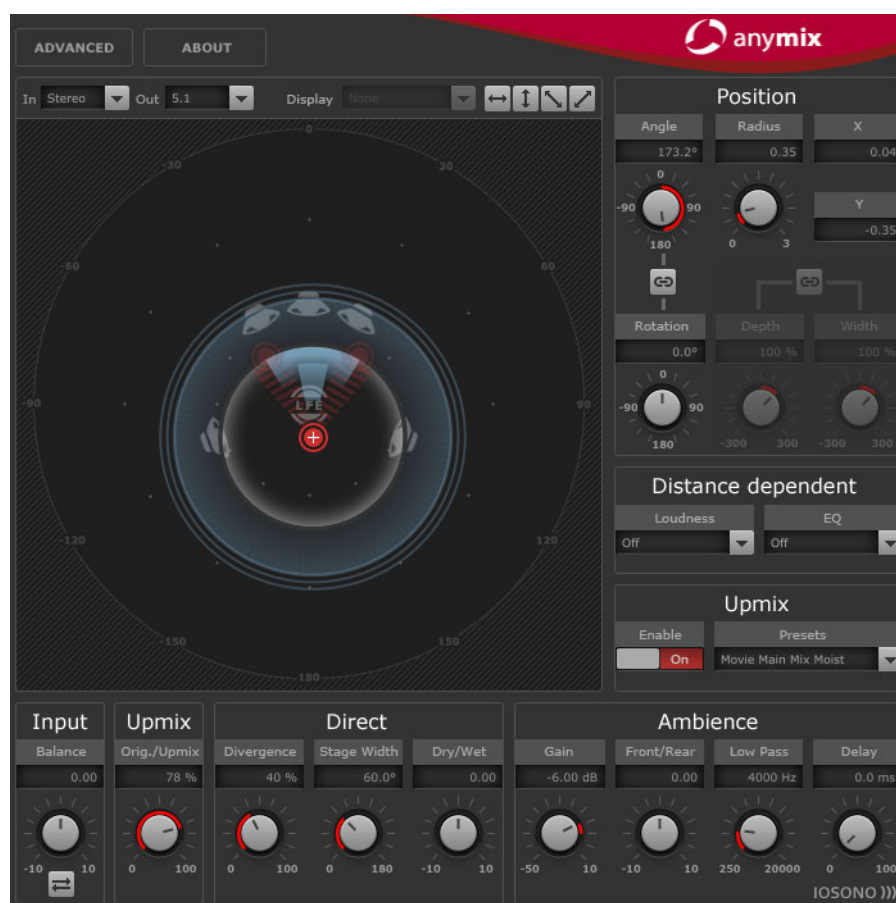 ADVANCED ABOUT anymix
In Stereo Out 5.1 Display None
Position
Angle Radius X
173.2° 0.35 0.04
0
-90 90 Y
180 0 3 -0.35
Rotation Depth Width
0.0° 100 % 100 %
0
-90 90
180 -300 300 -300 300
0
-30 30
-60 60
LFE
-90 90
-120 120
-150 150
180
Distance dependent
Loudness EQ
Off Off
Upmix
Enable Presets
On Movie Main Mix Moist
Input Upmix Direct Ambience
Balance Orig./Upmix Divergence Stage Width Dry/Wet Gain Front/Rear Low Pass Delay
0.00 78 % 40 % 60.0° 0.00 -6.00 dB 0.00 4000 Hz 0.0 ms
-10 10 0 100 0 100 0 180 -10 10 -50 10 -10 10 250 20000 0 100
IOSONO